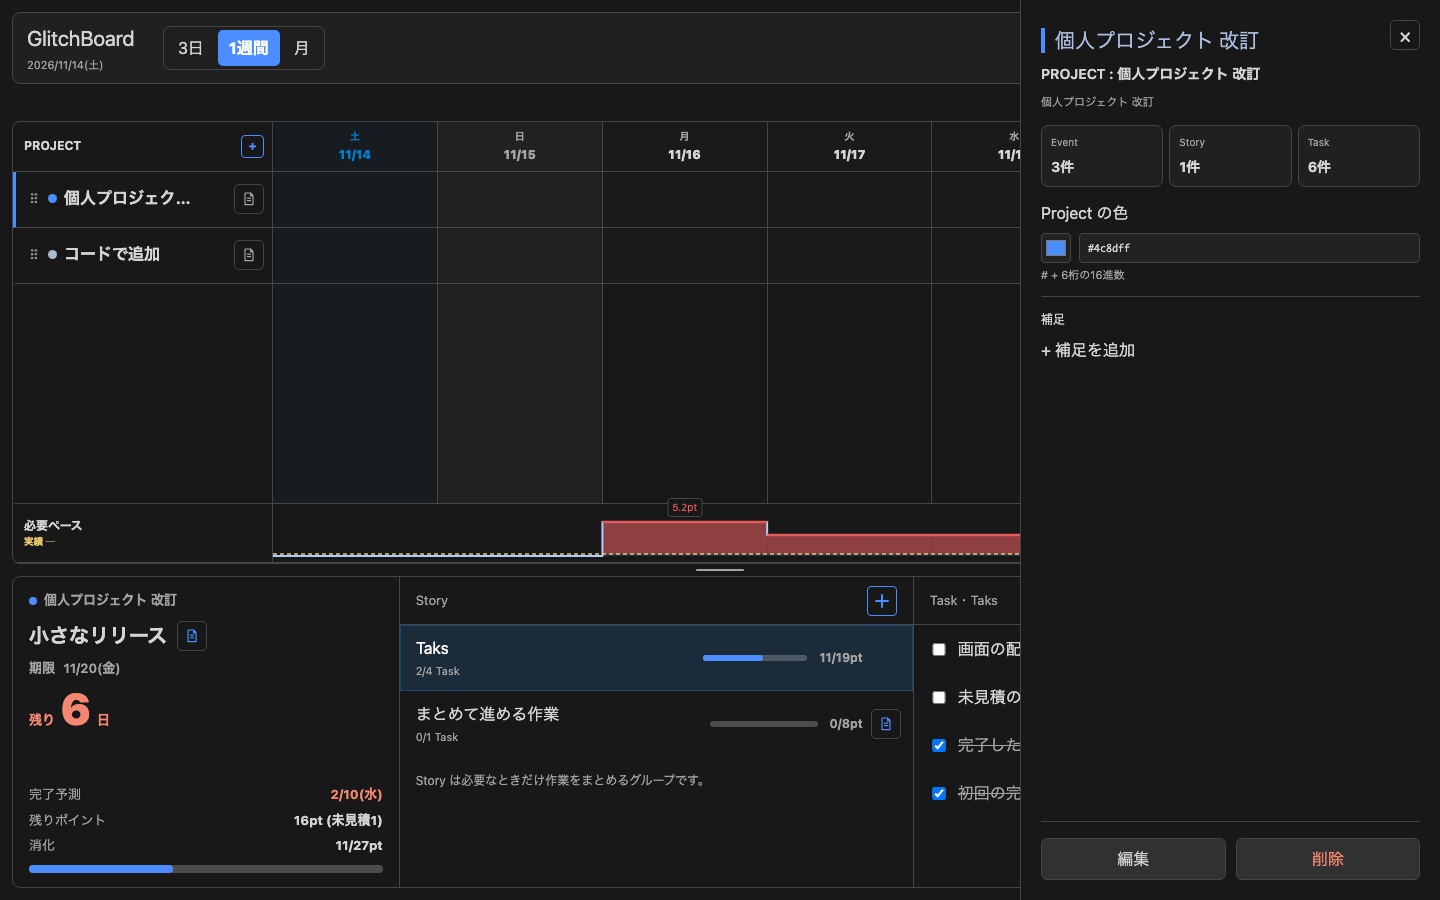 GlitchBoard
2026/11/14(土)
3日 1週間 月
PROJECT
土
11/14
日
11/15
月
11/16
火
11/17
水
個人プロジェク...
コードで追加
必要ペース
実績
5.2pt
個人プロジェクト 改訂
小さなリリース
期限 11/20(金)
残り 6 日
完了予測 2/10(水)
残りポイント 16pt (未見積1)
消化 11/27pt
Story
Taks
2/4 Task
11/19pt
まとめて進める作業
0/1 Task
0/8pt
Story は必要なときだけ作業をまとめるグループです。
Task・Taks
画面の配
未見積の
完了した
初回の完
個人プロジェクト 改訂
PROJECT : 個人プロジェクト 改訂
個人プロジェクト 改訂
Event
3件
Story
1件
Task
6件
Project の色
#4c8dff
# + 6桁の16進数
補足
+ 補足を追加
編集
削除